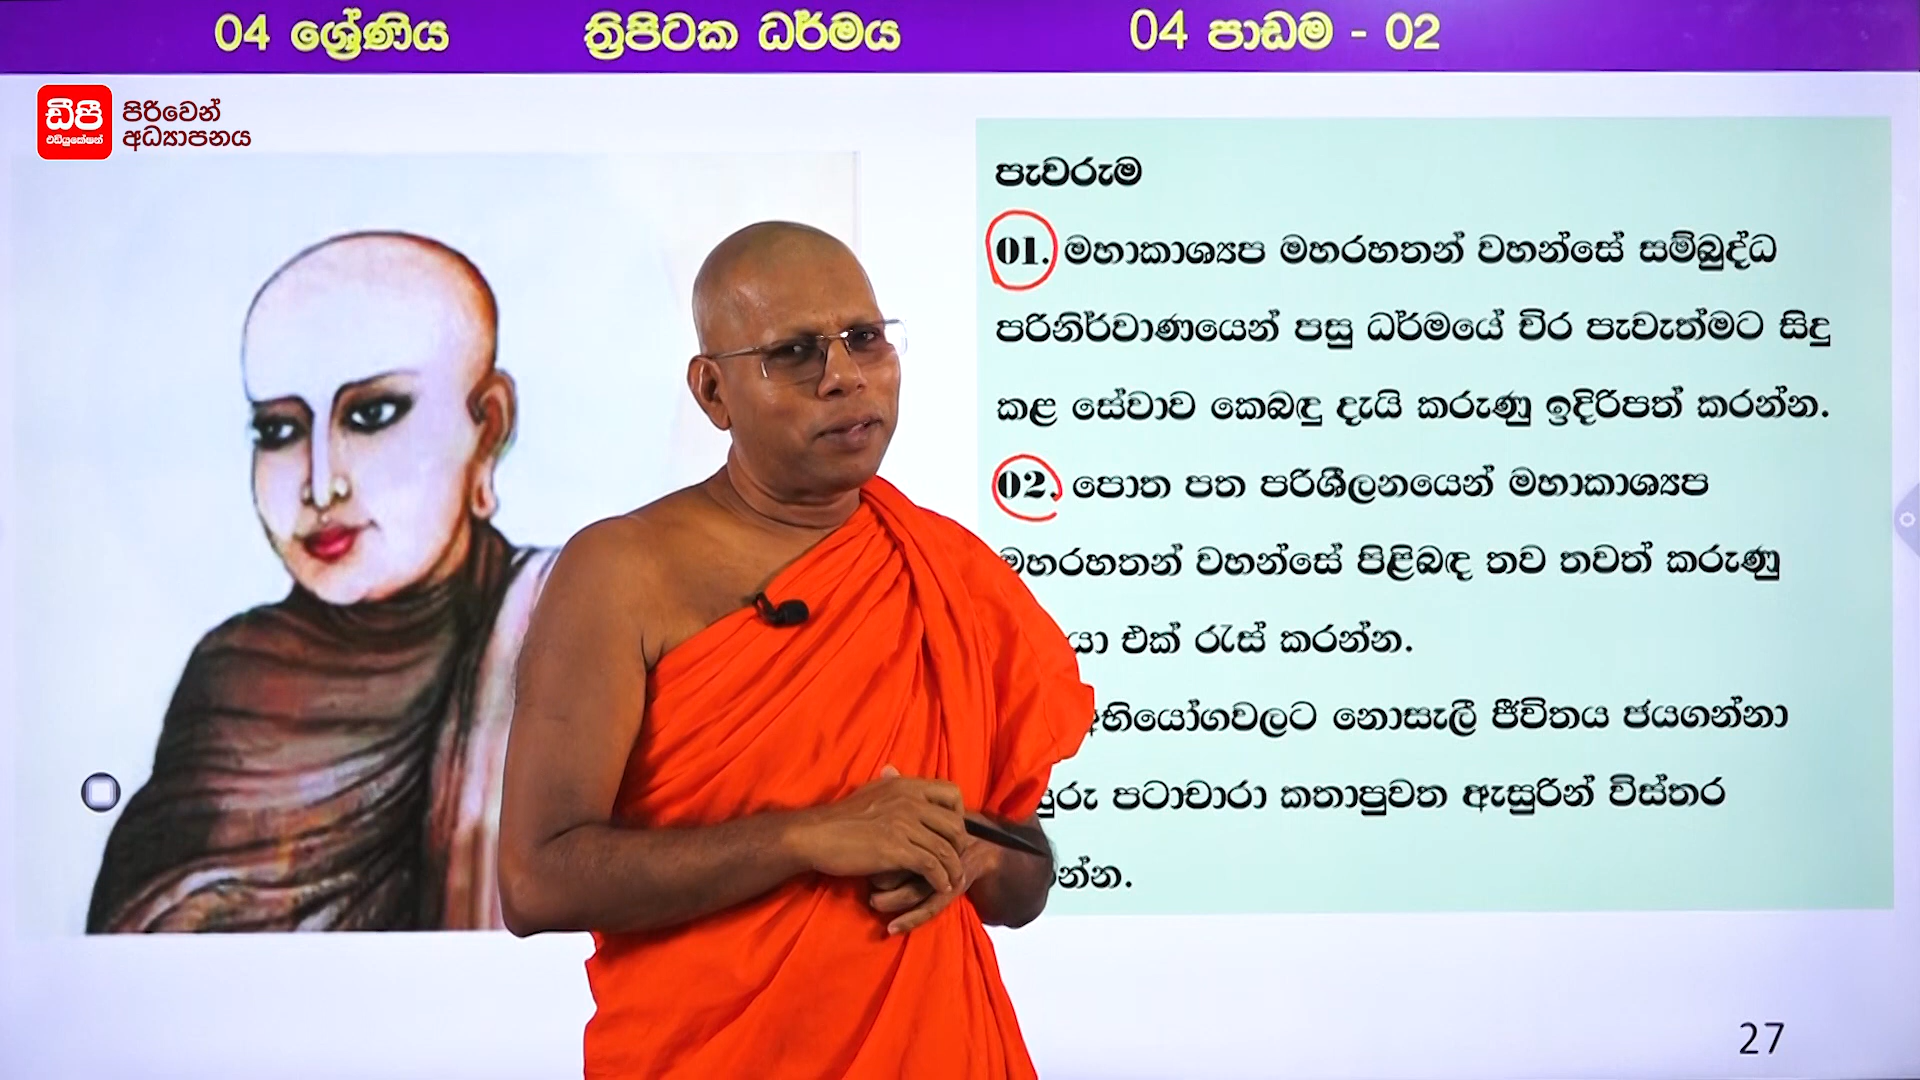 04 ශ්‍රේණිය ත්‍රිපිටක ධර්මය 04 පාඩම - 02
ඩීපී
එඩියුකේෂන්
පිරිවෙන්
අධ්‍යාපනය
පැවරුම
01. මහාකාශ්‍යප මහරහතන් වහන්සේ සම්බුද්ධ
පරිනිර්වාණයෙන් පසු ධර්මයේ චිර පැවැත්මට සිදු
කළ සේවාව කෙබඳු දැයි කරුණු ඉදිරිපත් කරන්න.
02. පොත පත පරිශීලනයෙන් මහාකාශ්‍යප
මහරහතන් වහන්සේ පිළිබඳ තව තවත් කරුණු
එක් රැස් කරන්න.
නොසැලී ජීවිතය ජයගන්නා
පටාචාරා කතාපුවත ඇසුරින් විස්තර
27